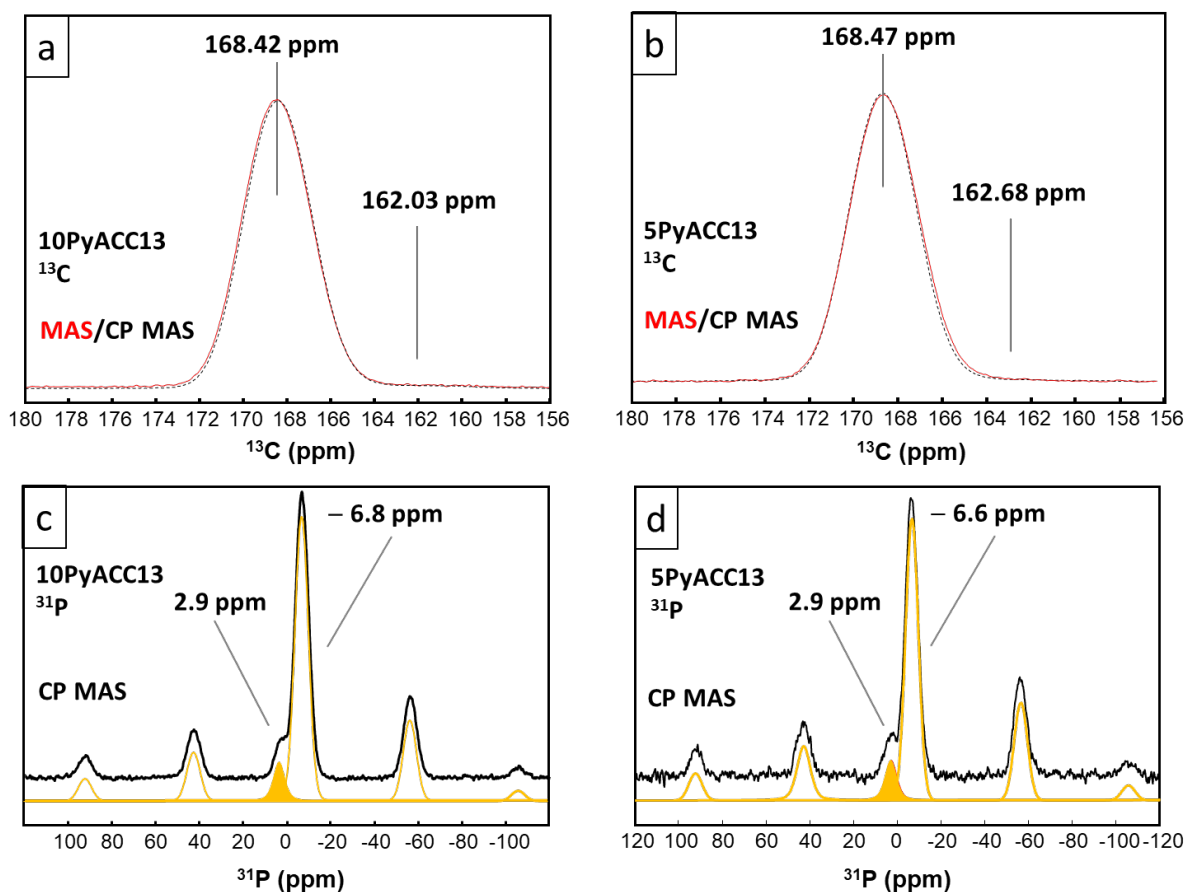 a
168.42 ppm
162.03 ppm
10PyACC13
¹³C
MAS/CP MAS
180 178 176 174 172 170 168 166 164 162 160 158 156
¹³C (ppm)
b
168.47 ppm
162.68 ppm
5PyACC13
¹³C
MAS/CP MAS
180 178 176 174 172 170 168 166 164 162 160 158 156
¹³C (ppm)
c
– 6.8 ppm
10PyACC13
³¹P
2.9 ppm
CP MAS
100 80 60 40 20 0 -20 -40 -60 -80 -100
³¹P (ppm)
d
– 6.6 ppm
5PyACC13
³¹P
2.9 ppm
CP MAS
120 100 80 60 40 20 0 -20 -40 -60 -80 -100 -120
³¹P (ppm)